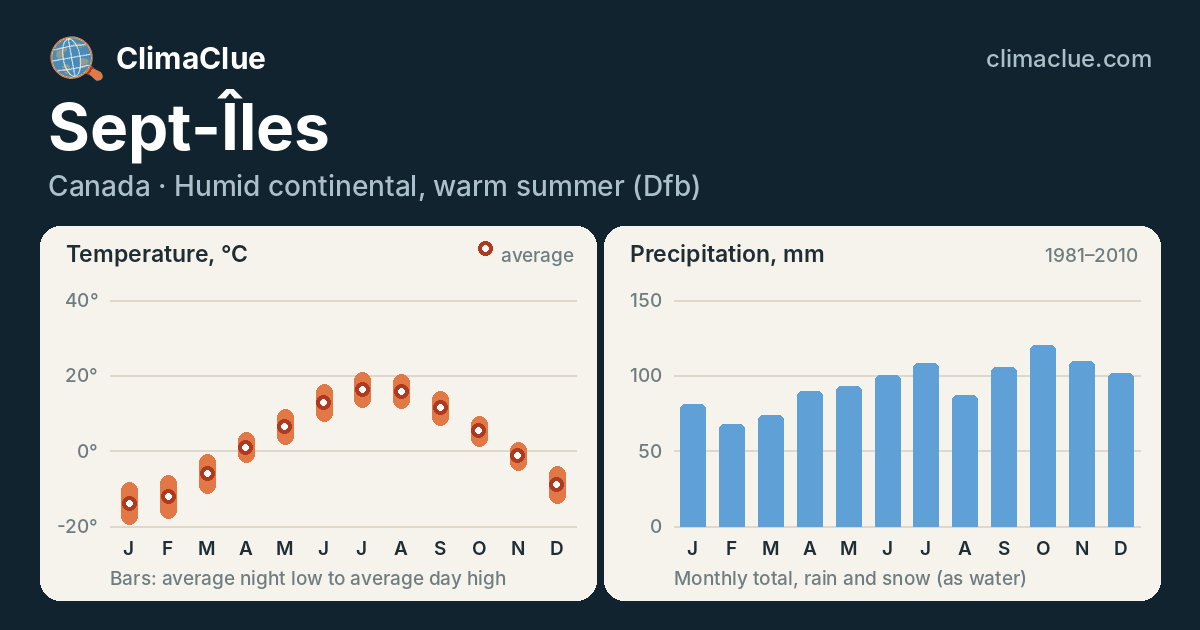 ClimaClue
climaclue.com
Sept-Îles
Canada · Humid continental, warm summer (Dfb)
Temperature, °C
average
40°
20°
0°
-20°
J F M A M J J A S O N D
Bars: average night low to average day high
Precipitation, mm
1981–2010
150
100
50
0
J F M A M J J A S O N D
Monthly total, rain and snow (as water)